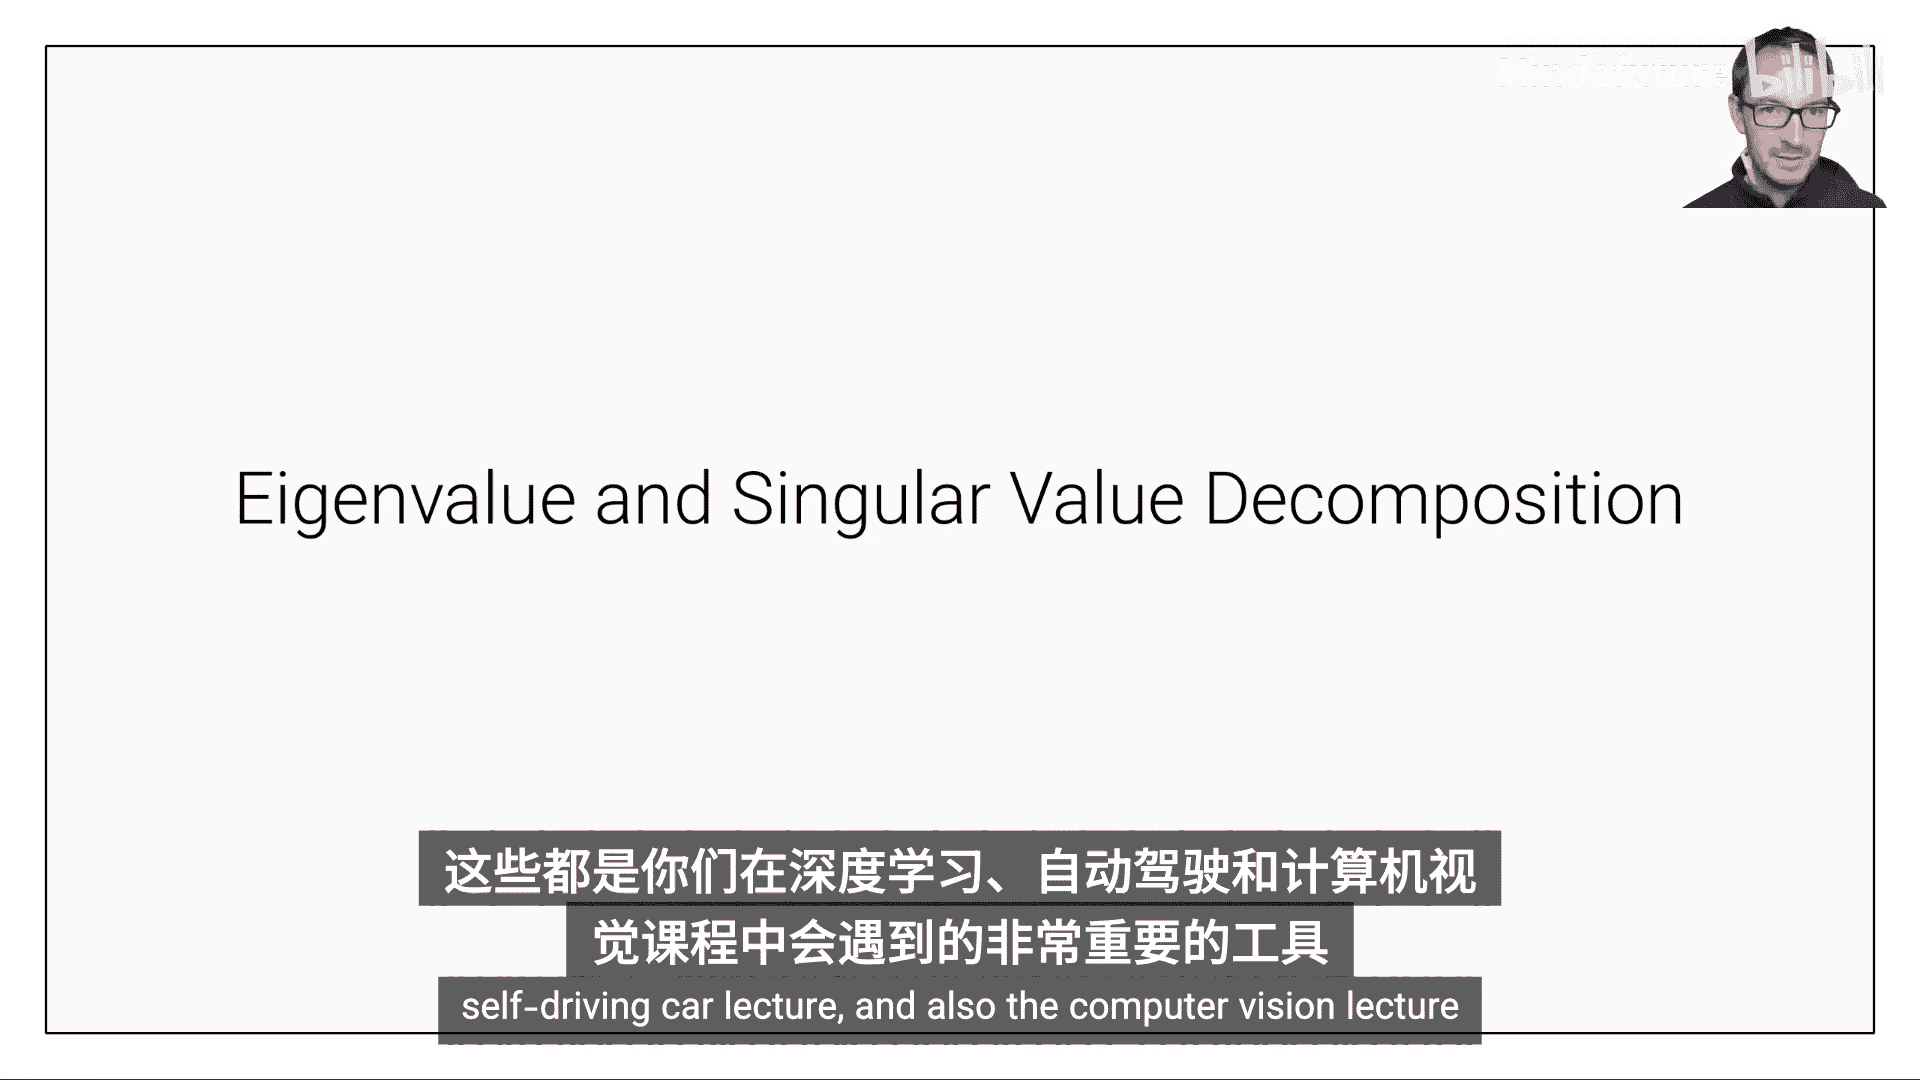 bilibili
Eigenvalue and Singular Value Decomposition
这些都是你们在深度学习、自动驾驶和计算机视
觉课程中会遇到的非常重要的工具
self-driving car lecture, and also the computer vision lecture